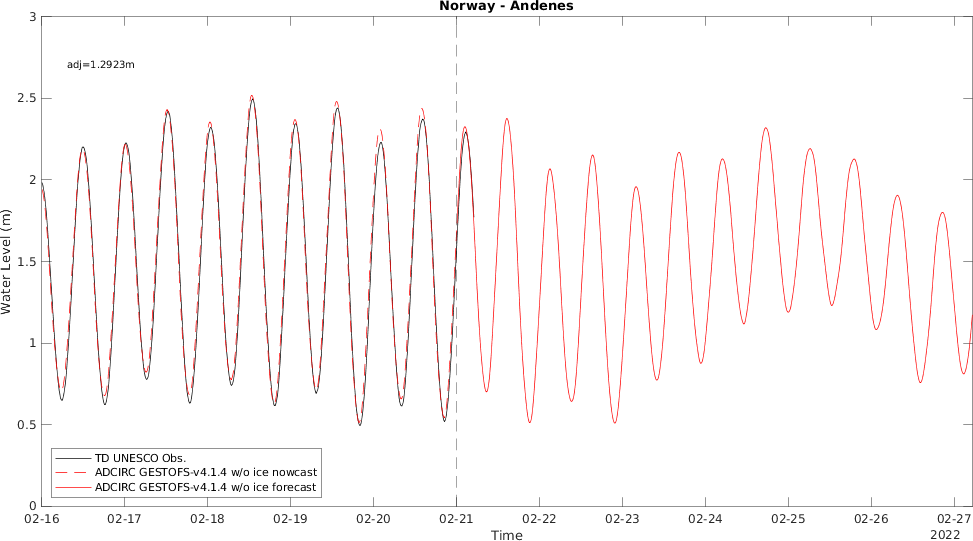 Norway - Andenes
3
2.5
2
1.5
1
0.5
0
Water Level (m)
adj=1.2923m
TD UNESCO Obs.
ADCIRC GESTOFS-v4.1.4 w/o ice nowcast
ADCIRC GESTOFS-v4.1.4 w/o ice forecast
02-16 02-17 02-18 02-19 02-20 02-21 02-22 02-23 02-24 02-25 02-26 02-27
Time
2022